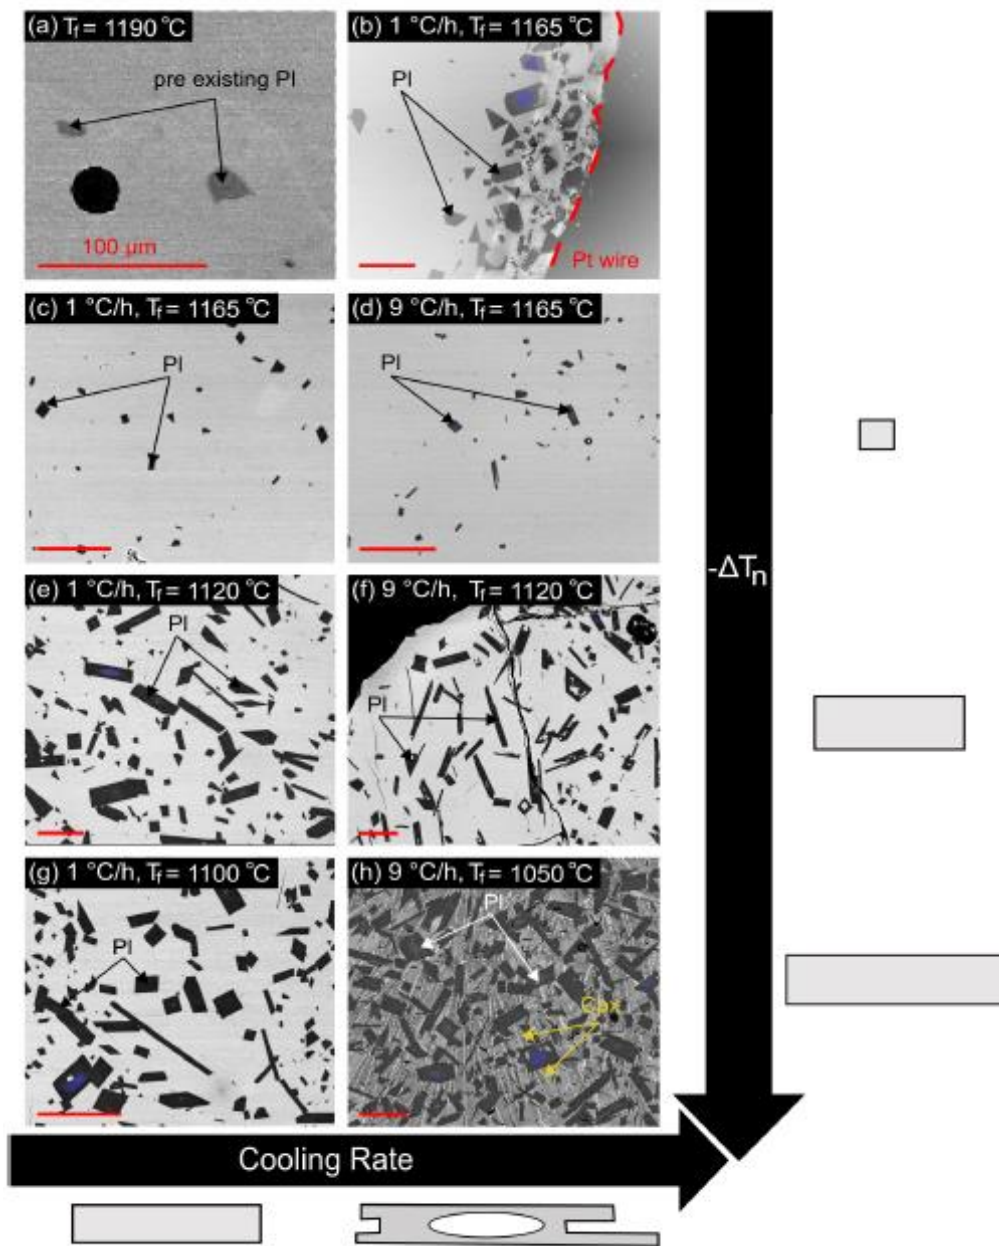 (a) Tf = 1190 °C
pre existing Pl
100 µm
(b) 1 °C/h, Tf = 1165 °C
Pl
Pt wire
(c) 1 °C/h, Tf = 1165 °C
Pl
(d) 9 °C/h, Tf = 1165 °C
Pl
(e) 1 °C/h, Tf = 1120 °C
Pl
(f) 9 °C/h, Tf = 1120 °C
Pl
(g) 1 °C/h, Tf = 1100 °C
Pl
(h) 9 °C/h, Tf = 1050 °C
Pl
Cpx
-ΔTn
Cooling Rate